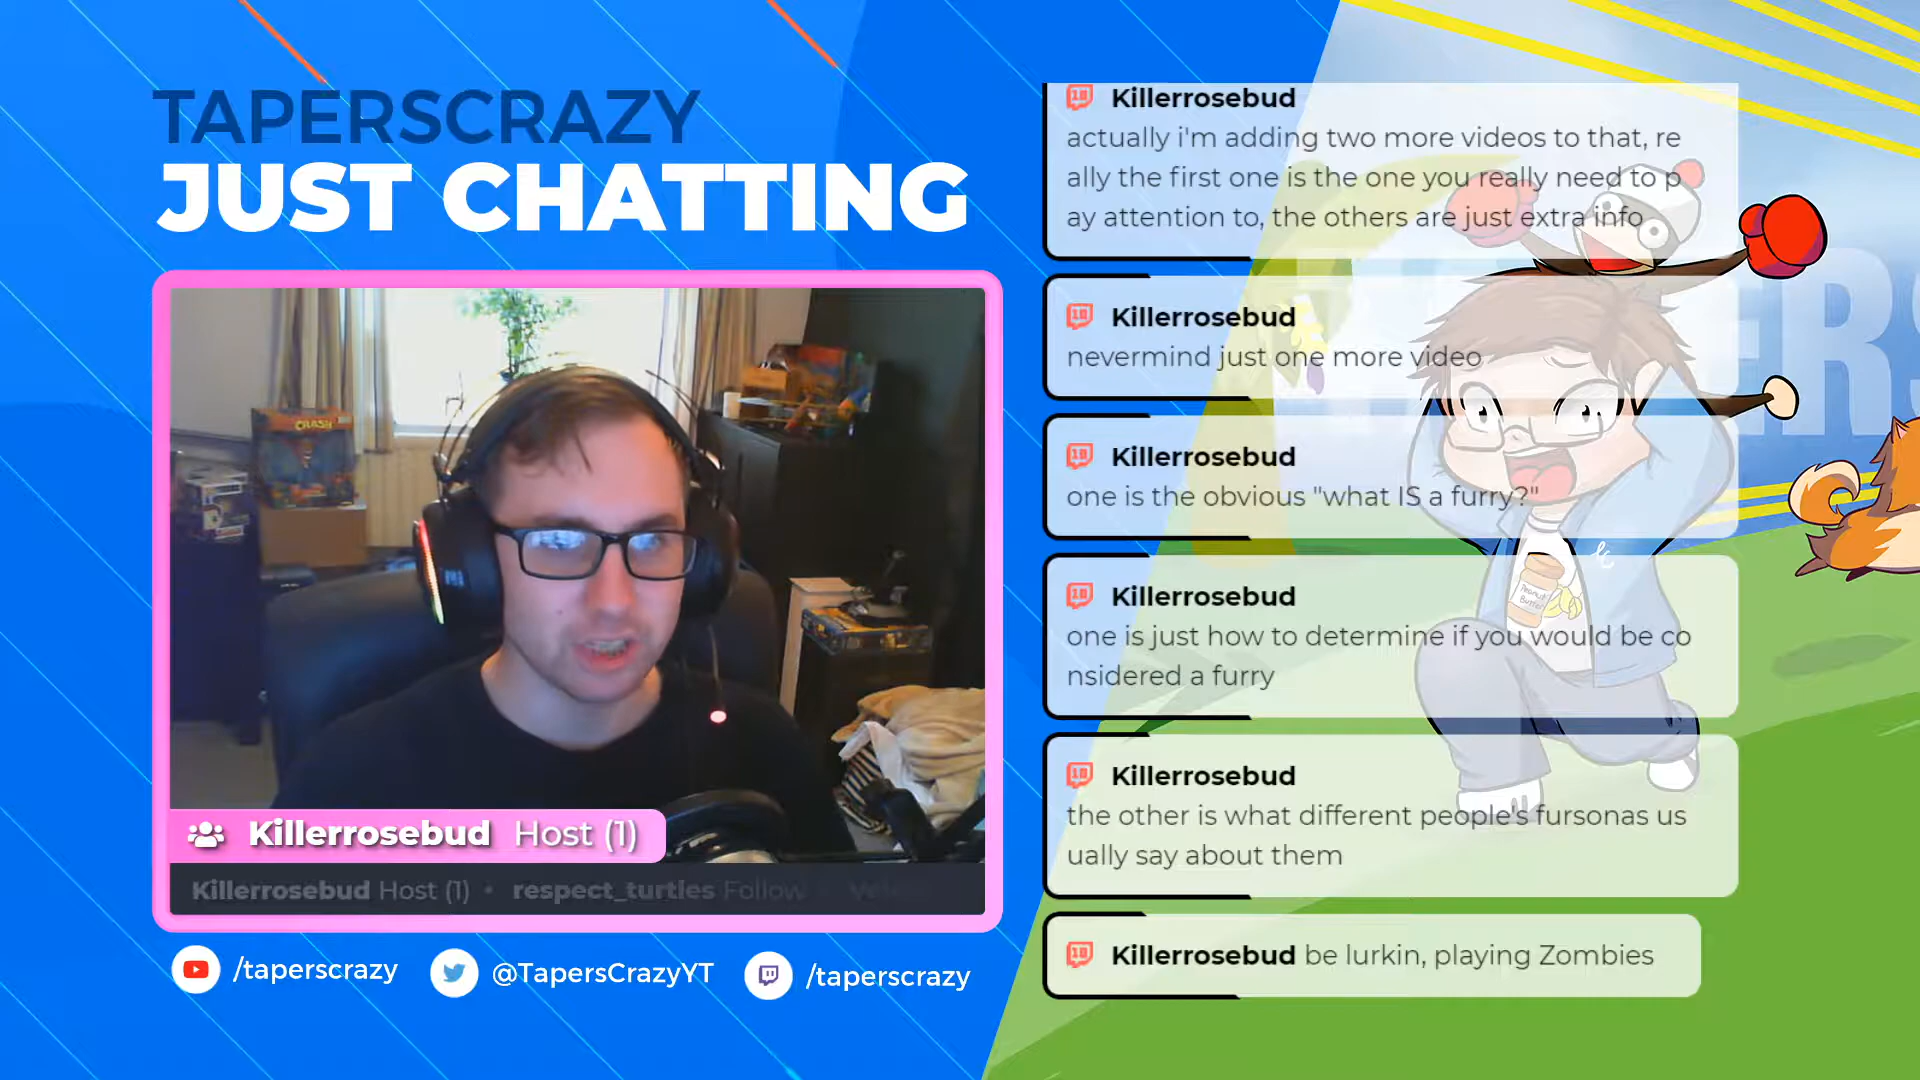 TAPERSCRAZY
JUST CHATTING
CRASH
Killerrosebud Host (1)
Killerrosebud Host (1) • respect_turtles Follow
/taperscrazy
@TapersCrazyYT
/taperscrazy
Killerrosebud
actually i'm adding two more videos to that, re
ally the first one is the one you really need to p
ay attention to, the others are just extra info
Killerrosebud
nevermind just one more video
Killerrosebud
one is the obvious "what IS a furry?"
Killerrosebud
one is just how to determine if you would be co
nsidered a furry
Killerrosebud
the other is what different people's fursonas us
ually say about them
Killerrosebud be lurkin, playing Zombies
Peanut
Butter